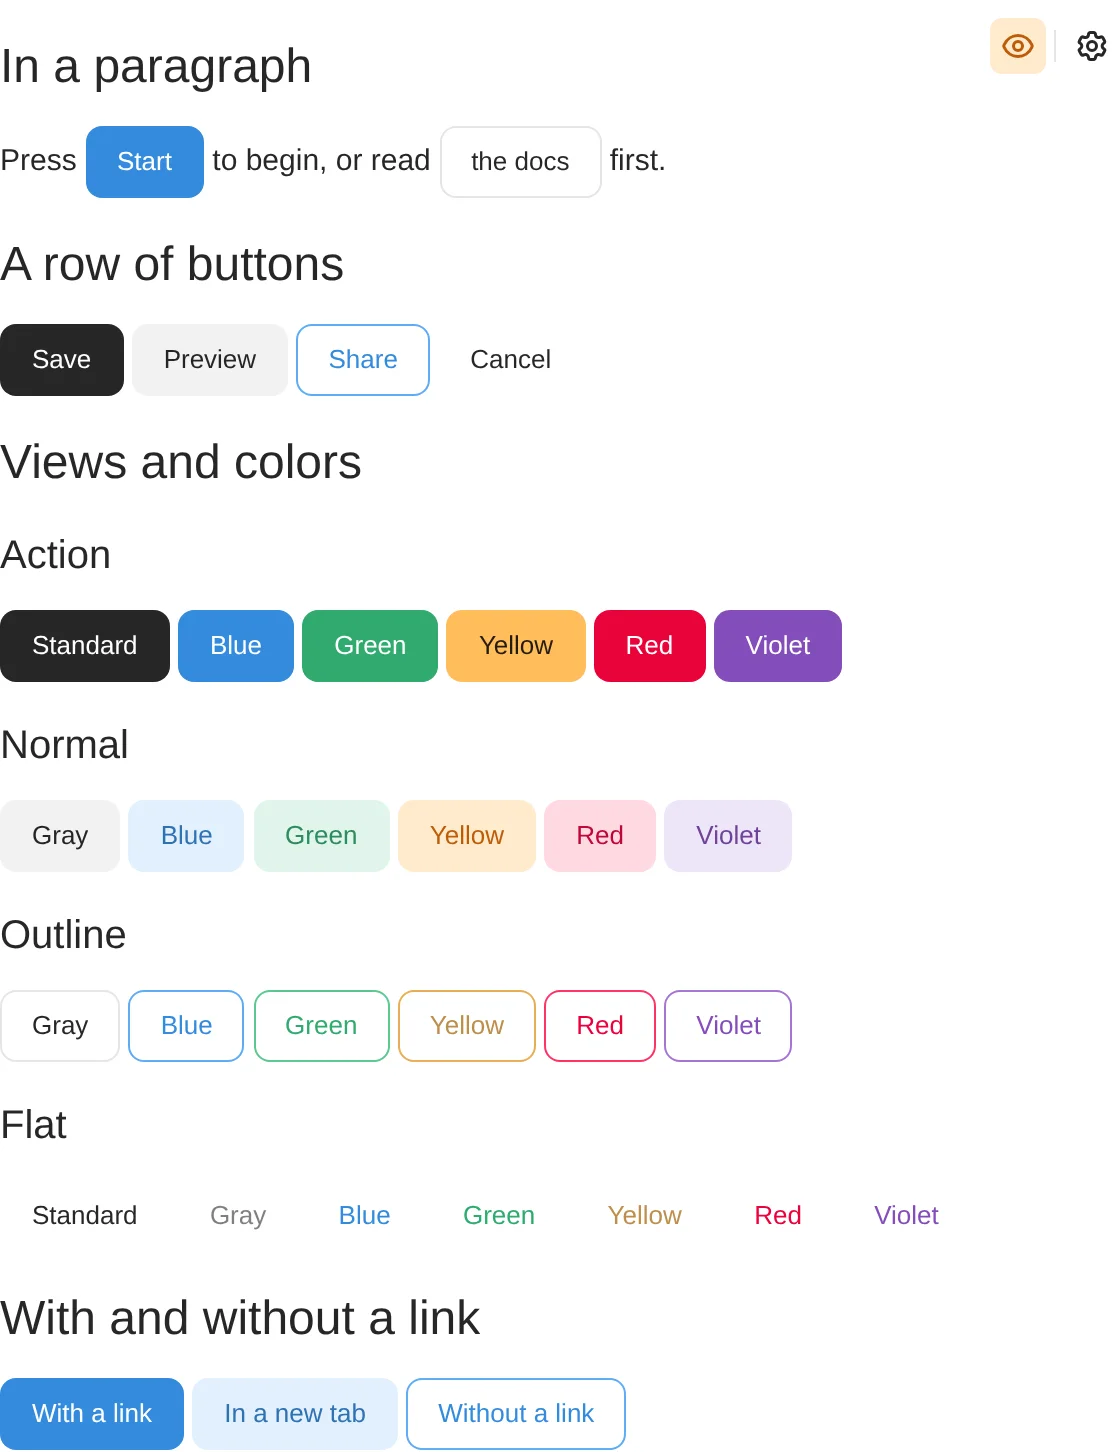 In a paragraph
Press Start to begin, or read the docs first.
A row of buttons
Save Preview Share Cancel
Views and colors
Action
Standard Blue Green Yellow Red Violet
Normal
Gray Blue Green Yellow Red Violet
Outline
Gray Blue Green Yellow Red Violet
Flat
Standard Gray Blue Green Yellow Red Violet
With and without a link
With a link In a new tab Without a link